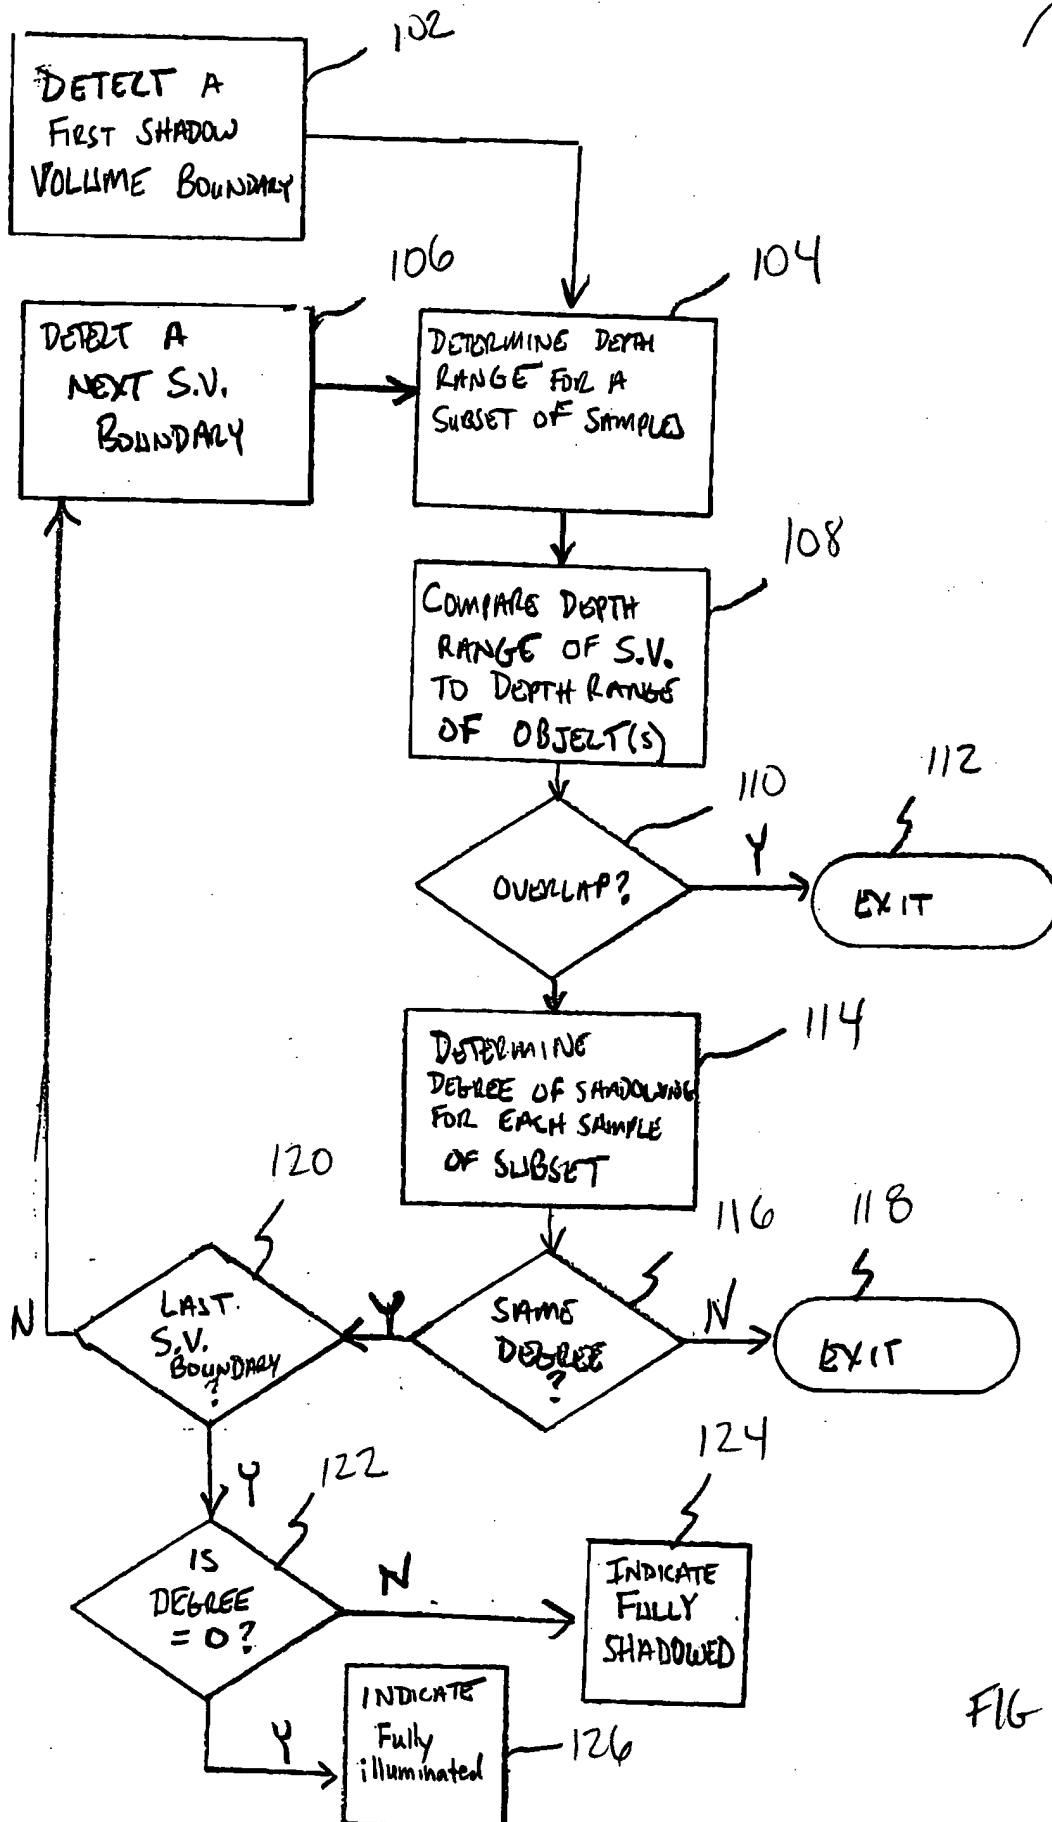 102
DETECT A
FIRST SHADOW
VOLUME BOUNDARY
106
104
DETECT A
NEXT S.V.
BOUNDARY
DETERMINE DEPTH
RANGE FOR A
SUBSET OF SAMPLES
108
COMPARE DEPTH
RANGE OF S.V.
TO DEPTH RANGE
OF OBJECT(S)
110
112
OVERLAP?
Y
EXIT
114
DETERMINE
DEGREE OF SHADOWING
FOR EACH SAMPLE
OF SUBSET
120
116
118
N
LAST
S.V.
BOUNDARY
?
Y
SAME
DEGREE
?
N
EXIT
Y
122
124
IS
DEGREE
= 0?
N
INDICATE
FULLY
SHADOWED
Y
INDICATE
Fully
illuminated
126
FIG